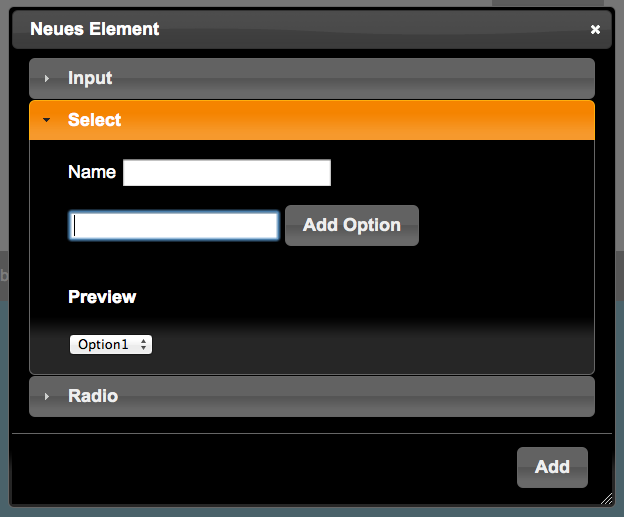 Neues Element
Input
Select
Name
Add Option
Preview
Option1
Radio
Add